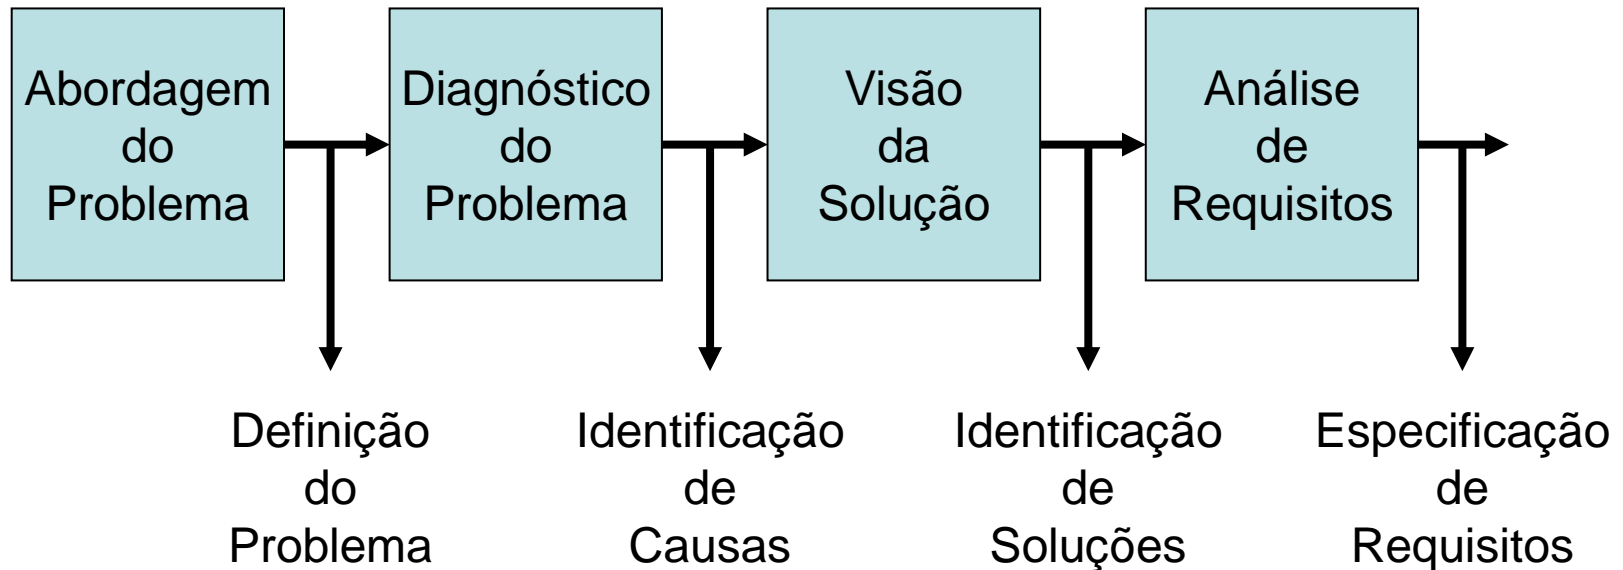 Abordagem
do
Problema
Diagnóstico
do
Problema
Visão
da
Solução
Análise
de
Requisitos
Definição
do
Problema
Identificação
de
Causas
Identificação
de
Soluções
Especificação
de
Requisitos